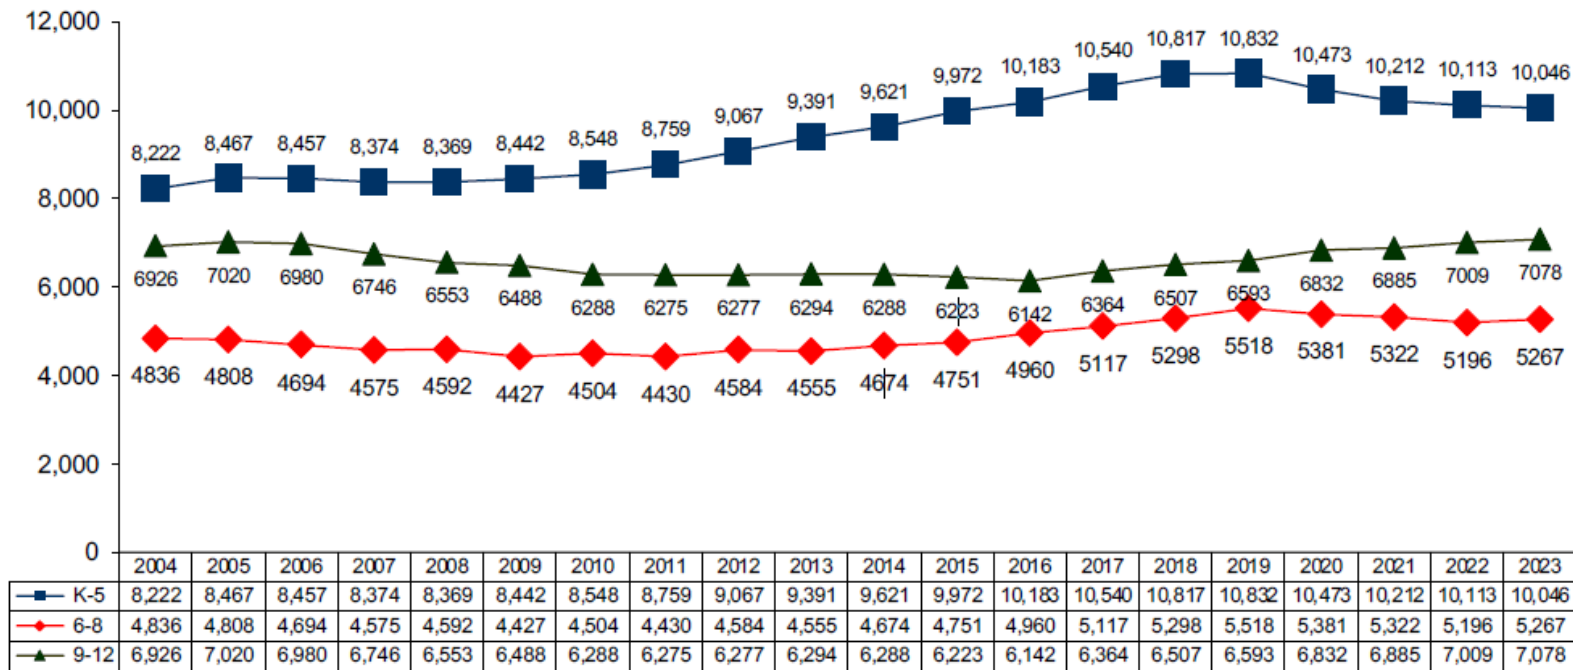 12,000
10,000
8,000
6,000
4,000
2,000
0
8,222 8,467 8,457 8,374 8,369 8,442 8,548 8,759 9,067 9,391 9,621 9,972 10,183 10,540 10,817 10,832 10,473 10,212 10,113 10,046
6926 7020 6980 6746 6553 6488 6288 6275 6277 6294 6288 6223 6142 6364 6507 6593 6832 6885 7009 7078
4836 4808 4694 4575 4592 4427 4504 4430 4584 4555 4674 4751 4960 5117 5298 5518 5381 5322 5196 5267
2004 2005 2006 2007 2008 2009 2010 2011 2012 2013 2014 2015 2016 2017 2018 2019 2020 2021 2022 2023
K-5 8,222 8,467 8,457 8,374 8,369 8,442 8,548 8,759 9,067 9,391 9,621 9,972 10,183 10,540 10,817 10,832 10,473 10,212 10,113 10,046
6-8 4,836 4,808 4,694 4,575 4,592 4,427 4,504 4,430 4,584 4,555 4,674 4,751 4,960 5,117 5,298 5,518 5,381 5,322 5,196 5,267
9-12 6,926 7,020 6,980 6,746 6,553 6,488 6,288 6,275 6,277 6,294 6,288 6,223 6,142 6,364 6,507 6,593 6,832 6,885 7,009 7,078